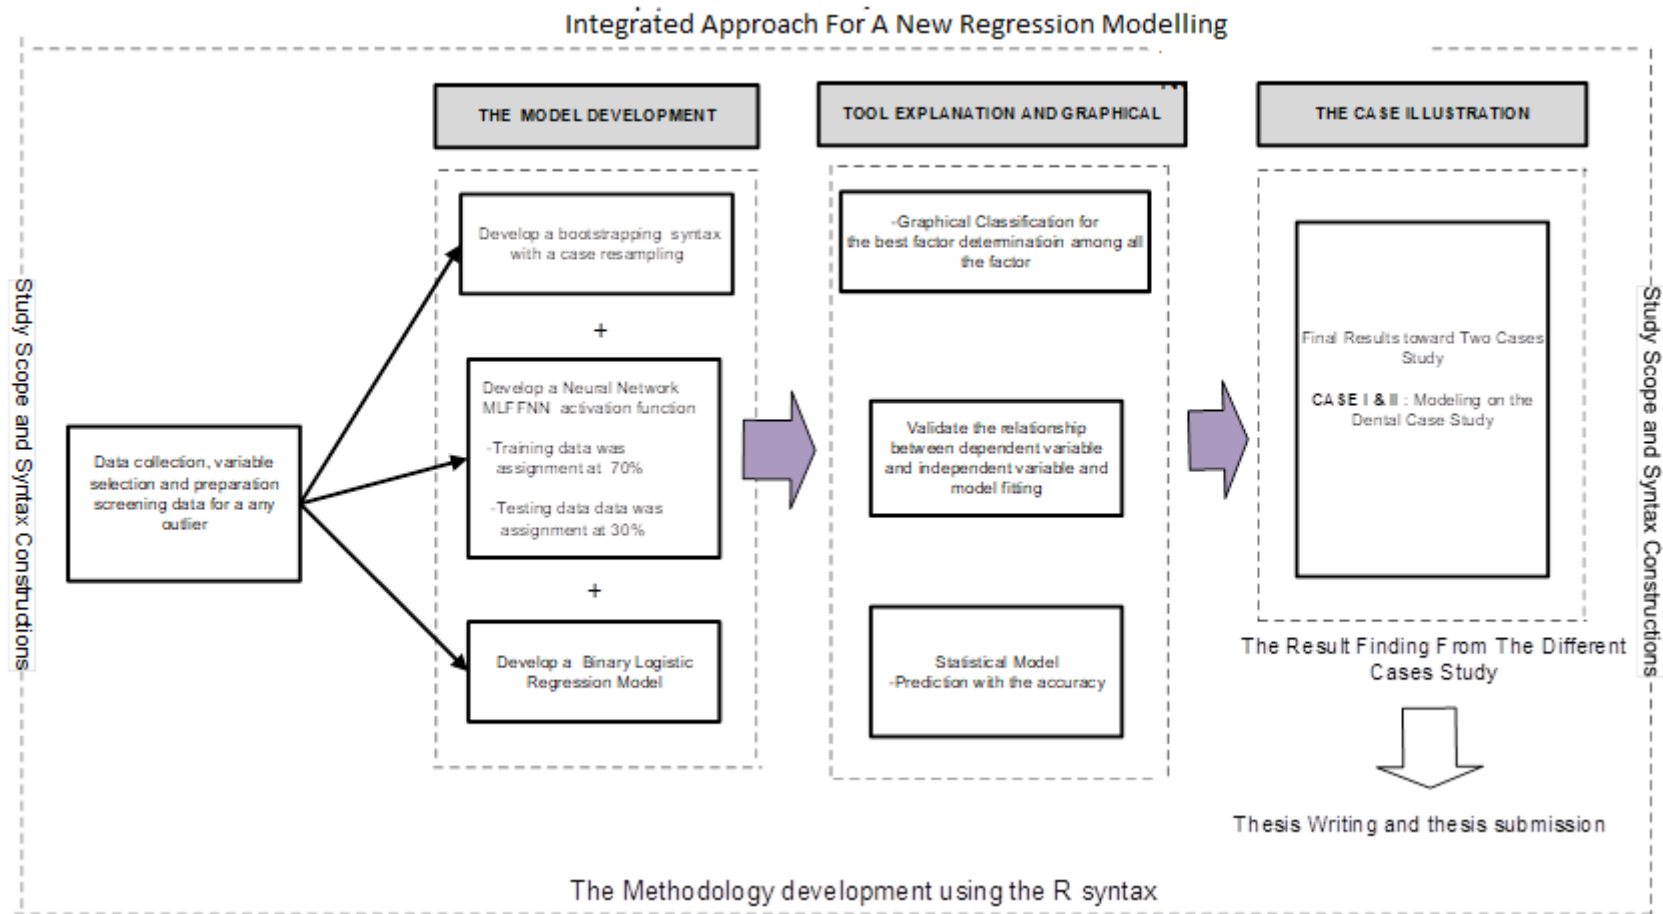 Integrated Approach For A New Regression Modelling
Study Scope and Syntax Constructions
Data collection, variable
selection and preparation
screening data for a any
outlier
THE MODEL DEVELOPMENT
Develop a bootstrapping syntax
with a case resampling
+
Develop a Neural Network
MLFFNN activation function
-Training data was
assignment at 70%
-Testing data data was
assignment at 30%
+
Develop a Binary Logistic
Regression Model
TOOL EXPLANATION AND GRAPHICAL
-Graphical Classification for
the best factor determinatioin among all
the factor
Validate the relationship
between dependent variable
and independent variable and
model fitting
Statistical Model
-Prediction with the accuracy
THE CASE ILLUSTRATION
Final Results toward Two Cases
Study
CASE I & II : Modeling on the
Dental Case Study
The Result Finding From The Different
Cases Study
Thesis Writing and thesis submission
Study Scope and Syntax Constructions
The Methodology development using the R syntax